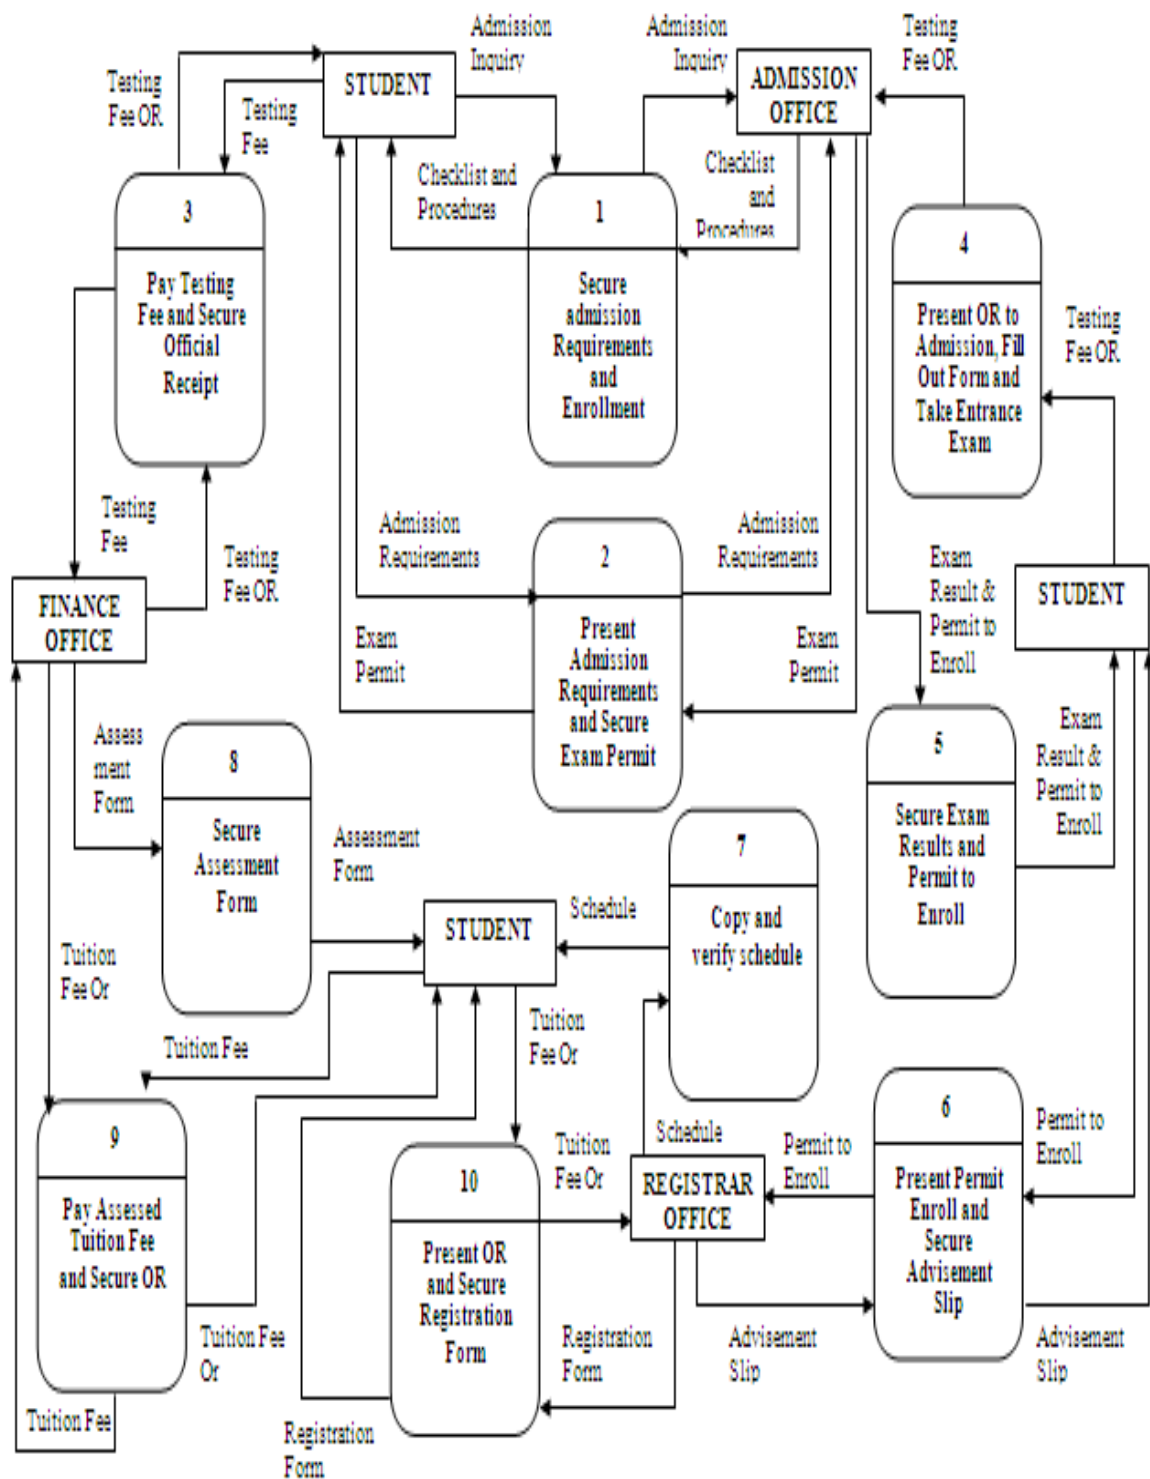 Admission
Inquiry
Admission
Inquiry
Testing
Fee OR
Testing
Fee OR
Testing
Fee
STUDENT
ADMISSION
OFFICE
Checklist and
Procedures
Checklist
and
Procedures
3
Pay Testing
Fee and Secure
Official
Receipt
1
Secure
admission
Requirements
and
Enrollment
4
Present OR to
Admission, Fill
Out Form and
Take Entrance
Exam
Testing
Fee OR
Testing
Fee
Testing
Fee OR
Admission
Requirements
Admission
Requirements
2
Present
Admission
Requirements
and Secure
Exam Permit
Exam
Result &
Permit to
Enroll
STUDENT
FINANCE
OFFICE
Exam
Permit
Exam
Permit
Assess
ment
Form
8
Secure
Assessment
Form
Assessment
Form
5
Secure Exam
Results and
Permit to
Enroll
Exam
Result &
Permit to
Enroll
7
Copy and
verify schedule
Schedule
STUDENT
Tuition
Fee Or
Tuition Fee
Tuition
Fee Or
9
Pay Assessed
Tuition Fee
and Secure OR
10
Present OR
and Secure
Registration
Form
Tuition
Fee Or
Schedule
REGISTRAR
OFFICE
Permit to
Enroll
6
Present Permit
Enroll and
Secure
Advisement
Slip
Permit to
Enroll
Tuition Fee
Or
Tuition Fee
Registration
Form
Registration
Form
Advisement
Slip
Advisement
Slip